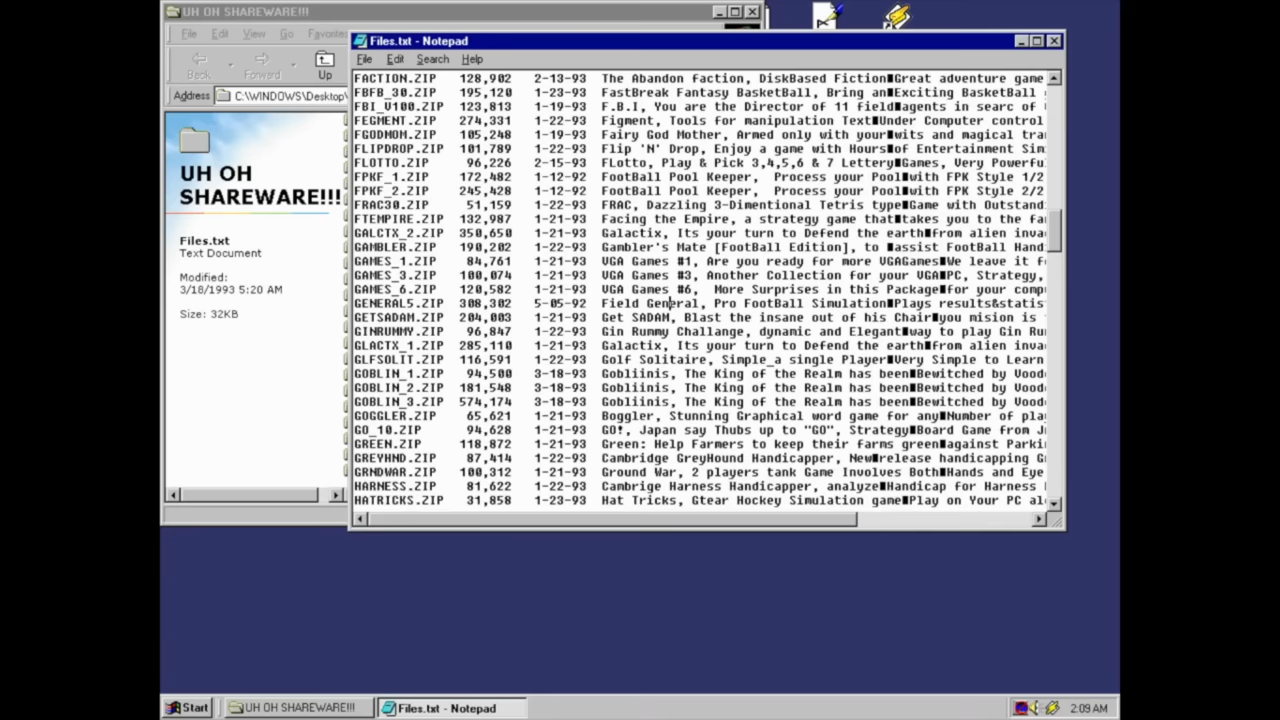 UH OH SHAREWARE!!!
File Edit View Go Favorites
Back Forward Up
Address C:\WINDOWS\Desktop\
UH OH
SHAREWARE!!!
Files.txt
Text Document
Modified:
3/18/1993 5:20 AM
Size: 32KB
Files.txt - Notepad
File Edit Search Help
FACTION.ZIP 128,902 2-13-93 The Abandon faction, DiskBased Fiction■Great adventure game
FBFB_30.ZIP 195,120 1-23-93 FastBreak Fantasy BasketBall, Bring an■Exciting BasketBall
FBI_V100.ZIP 123,813 1-19-93 F.B.I, You are the Director of 11 field■agents in searc of
FEGMENT.ZIP 274,331 1-22-93 Figment, Tools for manipulation Text■Under Computer control
FGODMOM.ZIP 105,248 1-19-93 Fairy God Mother, Armed only with your■wits and magical tra
FLIPDROP.ZIP 101,789 1-22-93 Flip 'N' Drop, Enjoy a game with Hours■of Entertainment Sim
FLOTTO.ZIP 96,226 2-15-93 FLotto, Play & Pick 3,4,5,6 & 7 Lettery■Games, Very Powerfu
FPKF_1.ZIP 172,482 1-12-92 FootBall Pool Keeper, Process your Pool■with FPK Style 1/2
FPKF_2.ZIP 245,428 1-12-92 FootBall Pool Keeper, Process your Pool■with FPK Style 2/2
FRAC30.ZIP 51,159 1-22-93 FRAC, Dazzling 3-Dimentional Tetris type■Game with Outstand
FTEMPIRE.ZIP 132,987 1-21-93 Facing the Empire, a strategy game that■takes you to the fa
GALCTX_2.ZIP 350,650 1-21-93 Galactix, Its your turn to Defend the earth■from alien inva
GAMBLER.ZIP 190,202 1-22-93 Gambler's Mate [FootBall Edition], to ■assist FootBall Hand
GAMES_1.ZIP 84,761 1-21-93 VGA Games #1, Are you ready for more VGAGames■We leave it f
GAMES_3.ZIP 100,074 1-21-93 VGA Games #3, Another Collection for your VGA■PC, Strategy,
GAMES_6.ZIP 120,582 1-21-93 VGA Games #6, More Surprises in this Package■for your comp
GENERAL5.ZIP 308,302 5-05-92 Field General, Pro FootBall Simulation■Plays results&statis
GETSADAM.ZIP 204,003 1-22-93 Get SADAM, Blast the insane out of his Chair■you mision is
GINRUMMY.ZIP 96,847 1-22-93 Gin Rummy Challange, dynamic and Elegant■way to play Gin Ru
GLACTX_1.ZIP 285,110 1-21-93 Galactix, Its your turn to Defend the earth■from alien inva
GLFSOLIT.ZIP 116,591 1-22-93 Golf Solitaire, Simple_a single Player■Very Simple to Learn
GOBLIN_1.ZIP 94,500 3-18-93 Gobliinis, The King of the Realm has been■Bewitched by Vood
GOBLIN_2.ZIP 181,548 3-18-93 Gobliinis, The King of the Realm has been■Bewitched by Vood
GOBLIN_3.ZIP 574,174 3-18-93 Gobliinis, The King of the Realm has been■Bewitched by Vood
GOGGLER.ZIP 65,621 1-21-93 Boggler, Stunning Graphical word game for any■Number of pla
GO_10.ZIP 94,628 1-21-93 GO!, Japan say Thubs up to "GO", Strategy■Board Game from J
GREEN.ZIP 118,872 1-21-93 Green: Help Farmers to keep their farms green■against Parki
GREYHND.ZIP 87,414 1-22-93 Cambridge GreyHound Handicapper, New■release handicapping G
GRNDWAR.ZIP 100,312 1-21-93 Ground War, 2 players tank Game Involves Both■Hands and Eye
HARNESS.ZIP 81,622 1-22-93 Cambrige Harness Handicapper, analyze■Handicap for Harness
HATRICKS.ZIP 31,858 1-23-93 Hat Tricks, Gtear Hockey Simulation game■Play on Your PC al
Start UH OH SHAREWARE!!! Files.txt - Notepad 2:09 AM